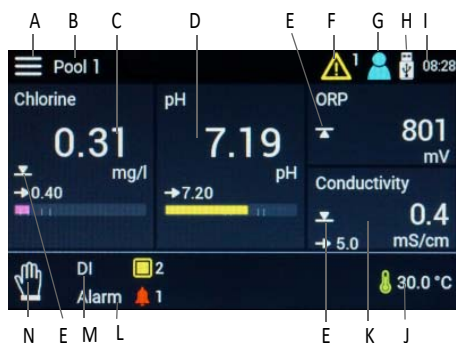 A B C D E F G H I
Pool 1 1 08:28
Chlorine pH ORP
0.31 7.19 801
mg/l pH mV
→0.40 →7.20
Conductivity
0.4
→ 5.0 mS/cm
DI 2
Alarm 1 30.0 °C
N E M L E K J